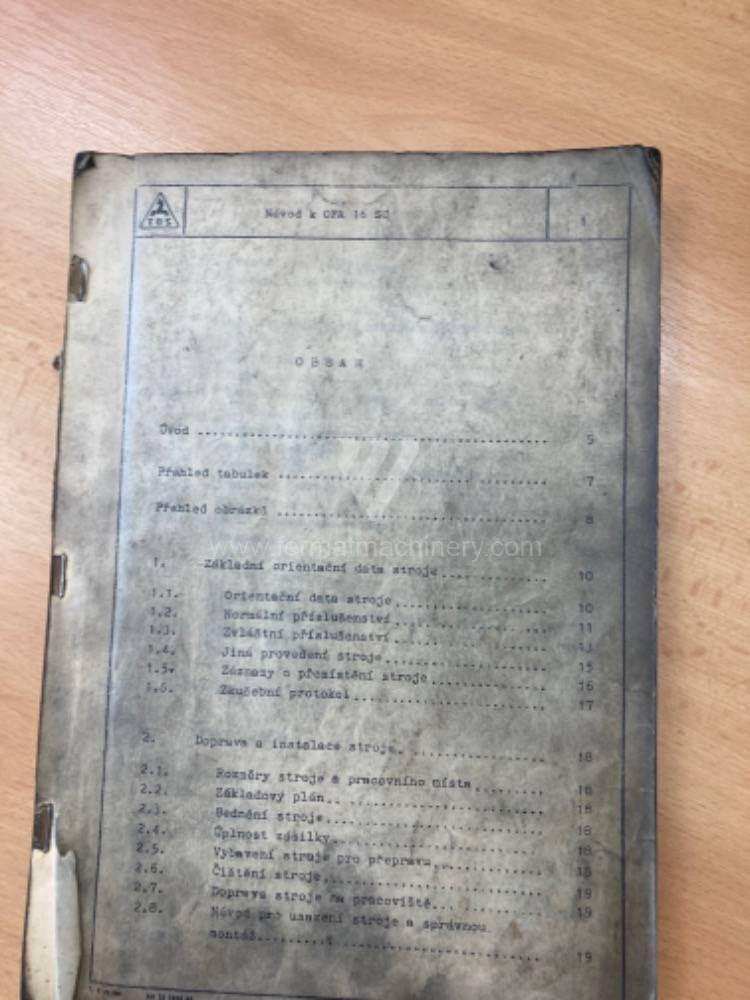 TOS
Návod k OFA 16 SC
1
OBSAH
Úvod ........................................ 5
Přehled tabulek ............................. 7
Přehled obrázků ............................. 8
www.fermatmachinery.com
1. Základní orientační data stroje ............... 10
1.1. Orientační data stroje ............... 10
1.2. Normální příslušenství ............... 11
1.3. Zvláštní příslušenství ............... 13
1.4. Jiná provedení stroje ............... 15
1.5. Záznamy o přemístění stroje ............... 16
1.6. Zkušební protokol ............... 17
2. Doprava a instalace stroje ............... 18
2.1. Rozměry stroje a pracovního místa ............... 18
2.2. Základový plán ............... 18
2.3. Bednění stroje ............... 18
2.4. Úplnost zásilky ............... 18
2.5. Vybavení stroje pro přepravu ............... 18
2.6. Čištění stroje ............... 19
2.7. Doprava stroje na pracoviště ............... 19
2.8. Návod pro usazení stroje a správnou
montáž ............... 19